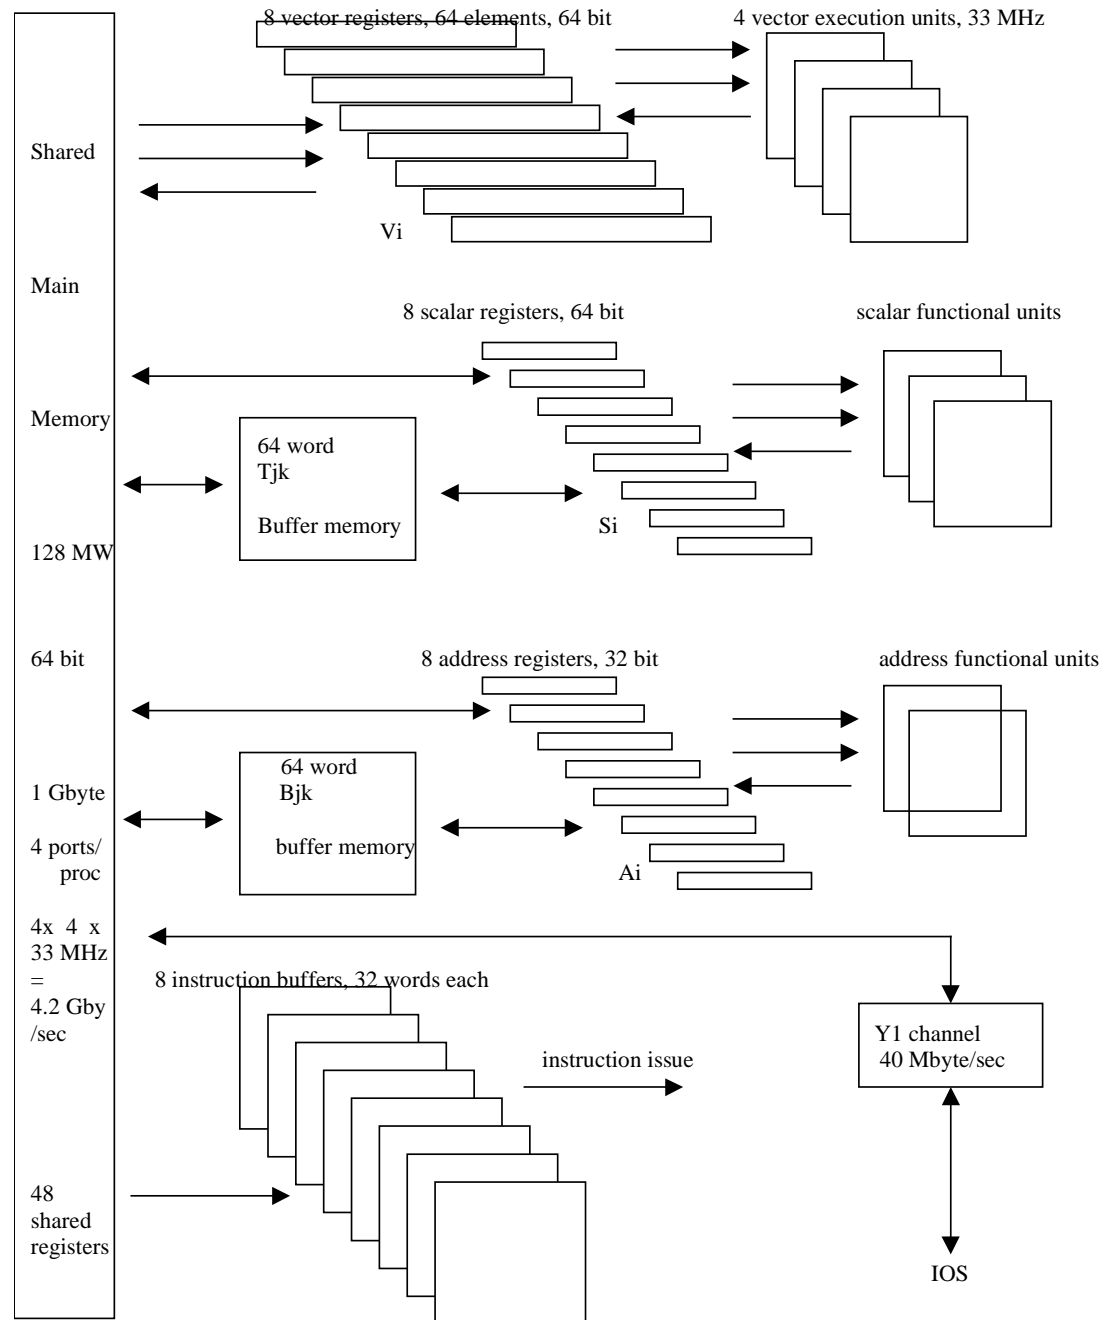 8 vector registers, 64 elements, 64 bit
4 vector execution units, 33 MHz
Shared
Vi
Main
8 scalar registers, 64 bit
scalar functional units
Memory
64 word
Tjk
Buffer memory
Si
128 MW
64 bit
8 address registers, 32 bit
address functional units
64 word
Bjk
buffer memory
Ai
1 Gbyte
4 ports/
proc
4x 4 x
33 MHz
=
4.2 Gby
/sec
8 instruction buffers, 32 words each
instruction issue
Y1 channel
40 Mbyte/sec
48
shared
registers
IOS